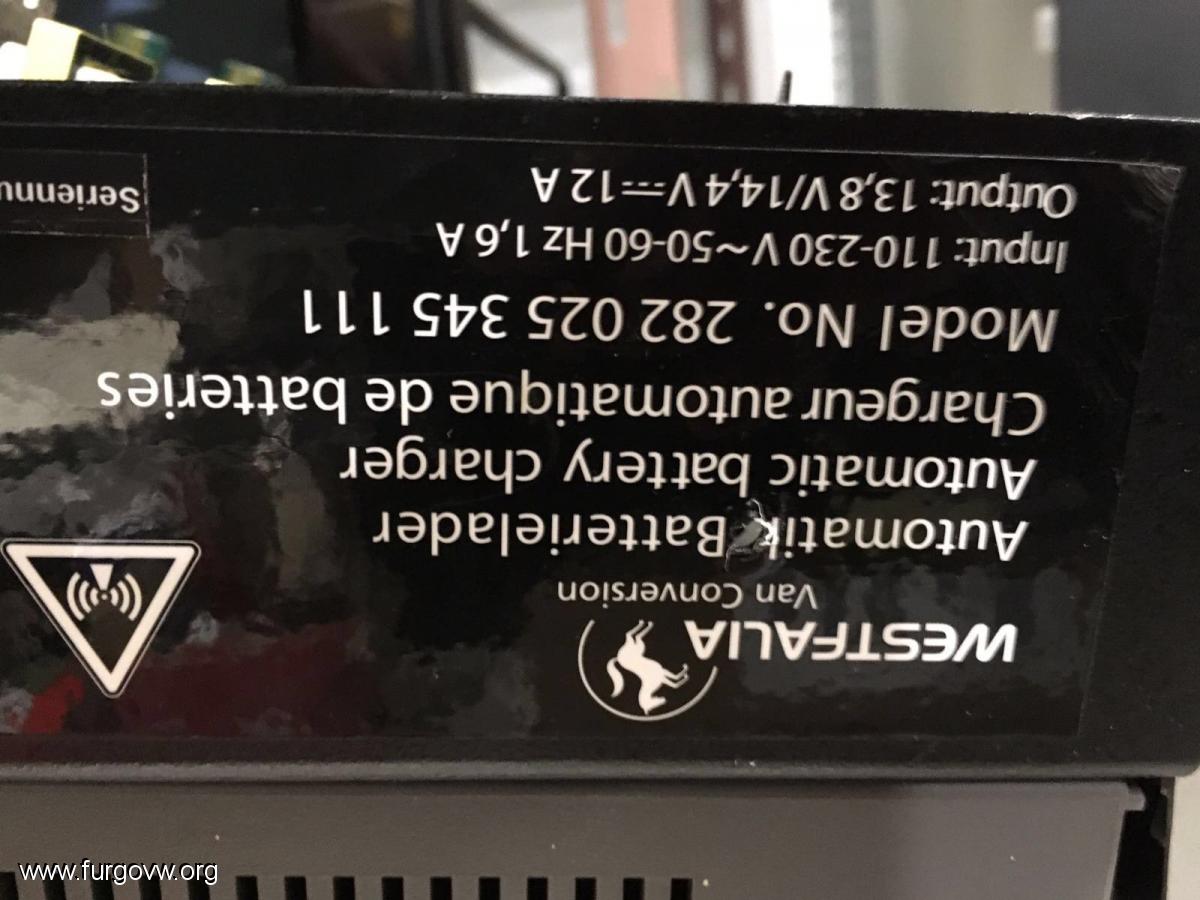 WESTFALIA
Van Conversion
Automatik Batterielader
Automatic battery charger
Chargeur automatique de batteries
Model No. 282 025 345 111
Input: 110-230 V~50-60 Hz 1,6 A
Output: 13,8 V/14,4 V⎓12 A
Seriennu
www.furgovw.org